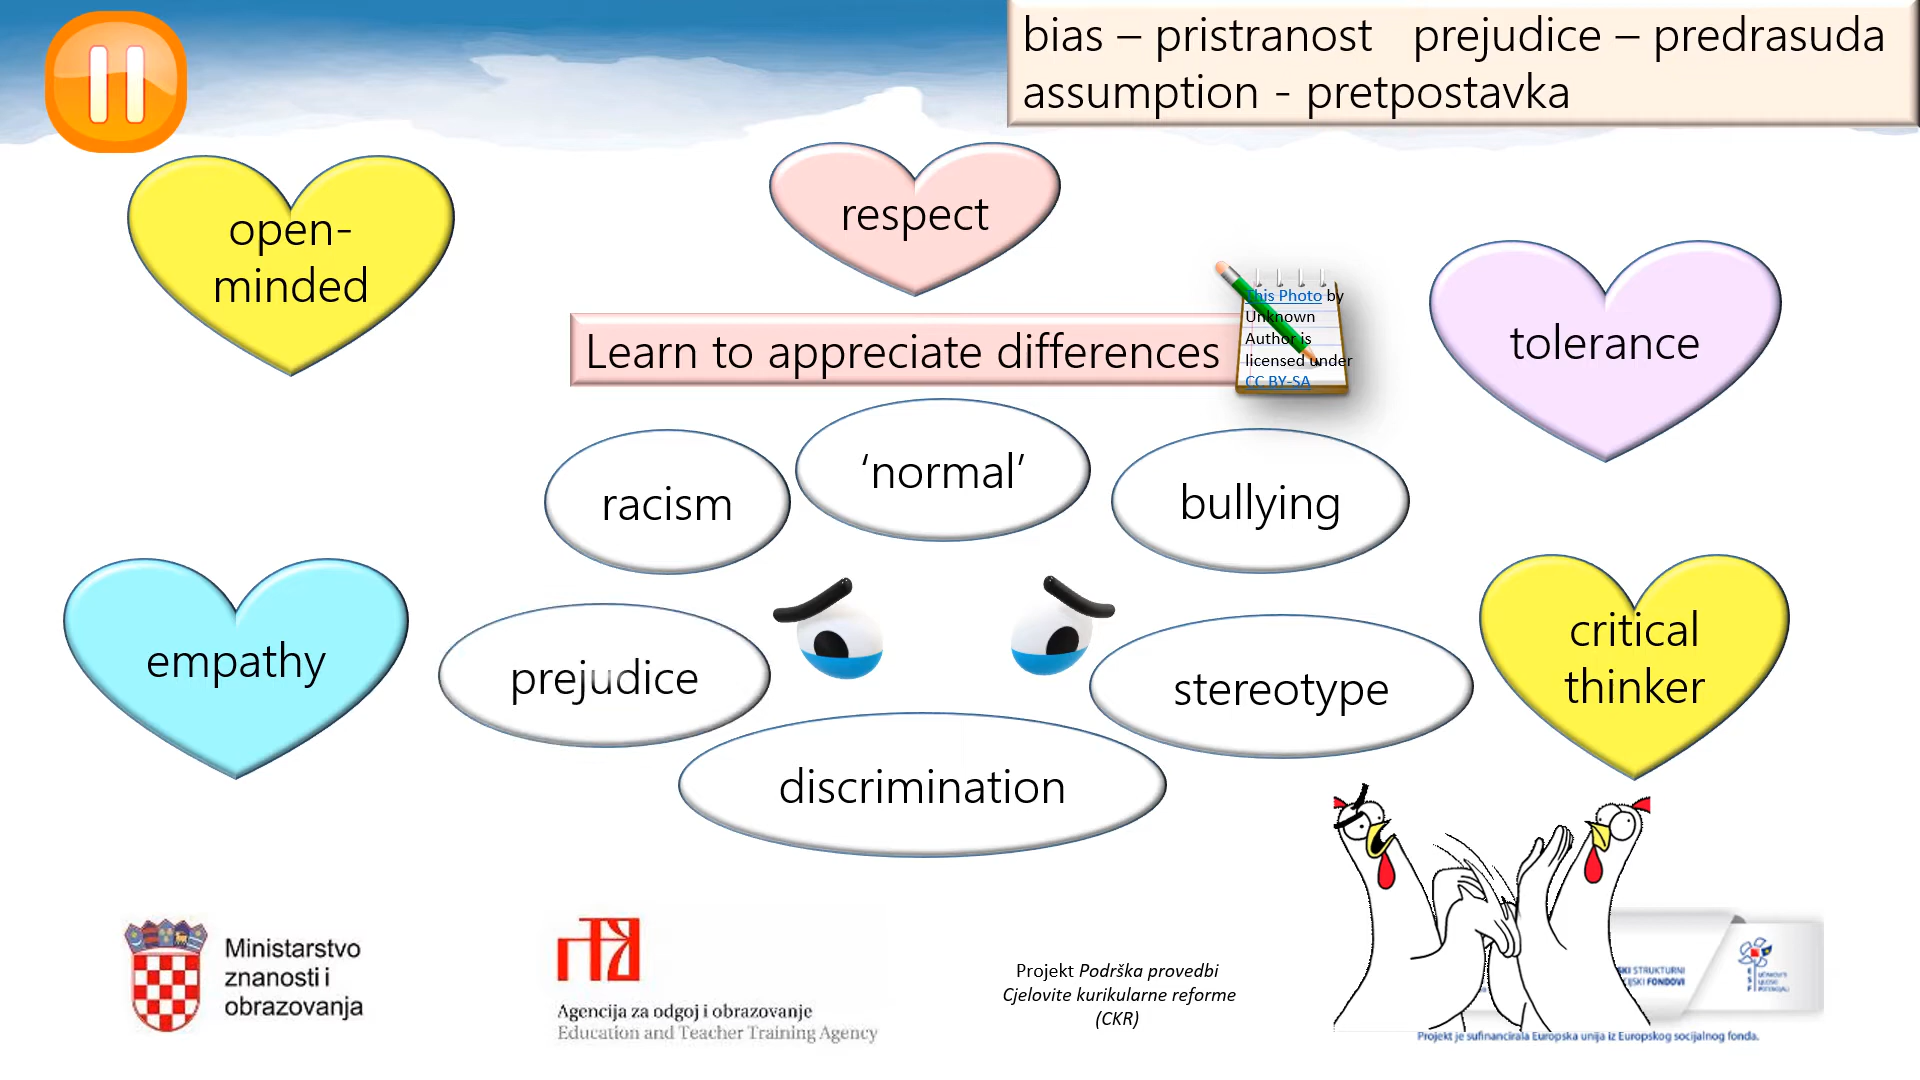 bias – pristranost   prejudice – predrasuda
assumption - pretpostavka
open-
minded
respect
tolerance
Learn to appreciate differences
This Photo by
Unknown
Author is
licensed under
CC BY-SA
racism
‘normal’
bullying
empathy
prejudice
stereotype
critical
thinker
discrimination
Ministarstvo
znanosti i
obrazovanja
Agencija za odgoj i obrazovanje
Education and Teacher Training Agency
Projekt Podrška provedbi
Cjelovite kurikularne reforme
(CKR)
STRUKTURNI
FONDOVI
Projekt je sufinancirala Europska unija iz Europskog socijalnog fonda.